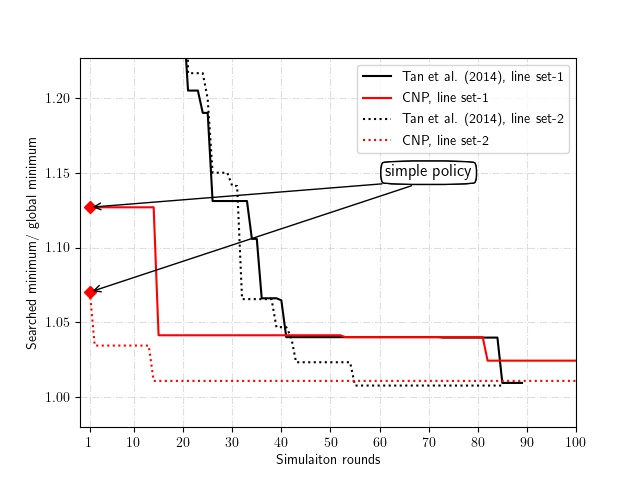 Tan et al. (2014), line set-1
CNP, line set-1
Tan et al. (2014), line set-2
CNP, line set-2
simple policy
Searched minimum/ global minimum
1.20
1.15
1.10
1.05
1.00
1 10 20 30 40 50 60 70 80 90 100
Simulaiton rounds